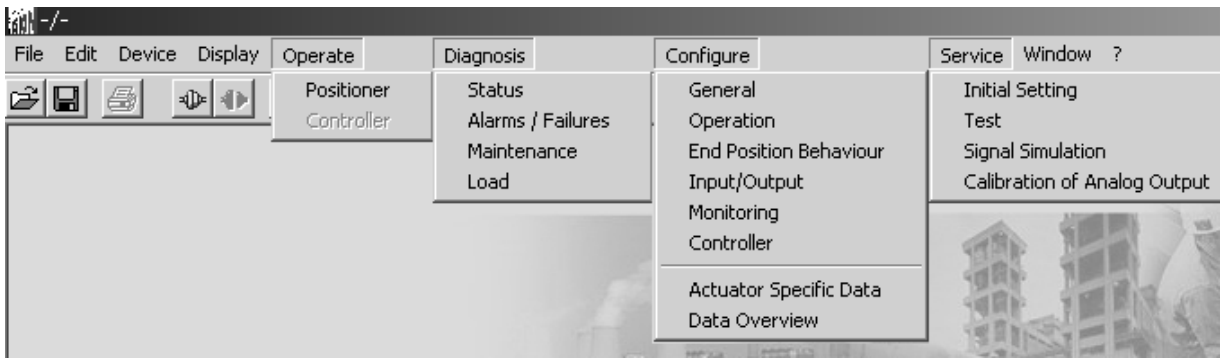 -/-
File Edit Device Display Operate Diagnosis Configure Service Window ?
Positioner
Controller
Status
Alarms / Failures
Maintenance
Load
General
Operation
End Position Behaviour
Input/Output
Monitoring
Controller
Actuator Specific Data
Data Overview
Initial Setting
Test
Signal Simulation
Calibration of Analog Output